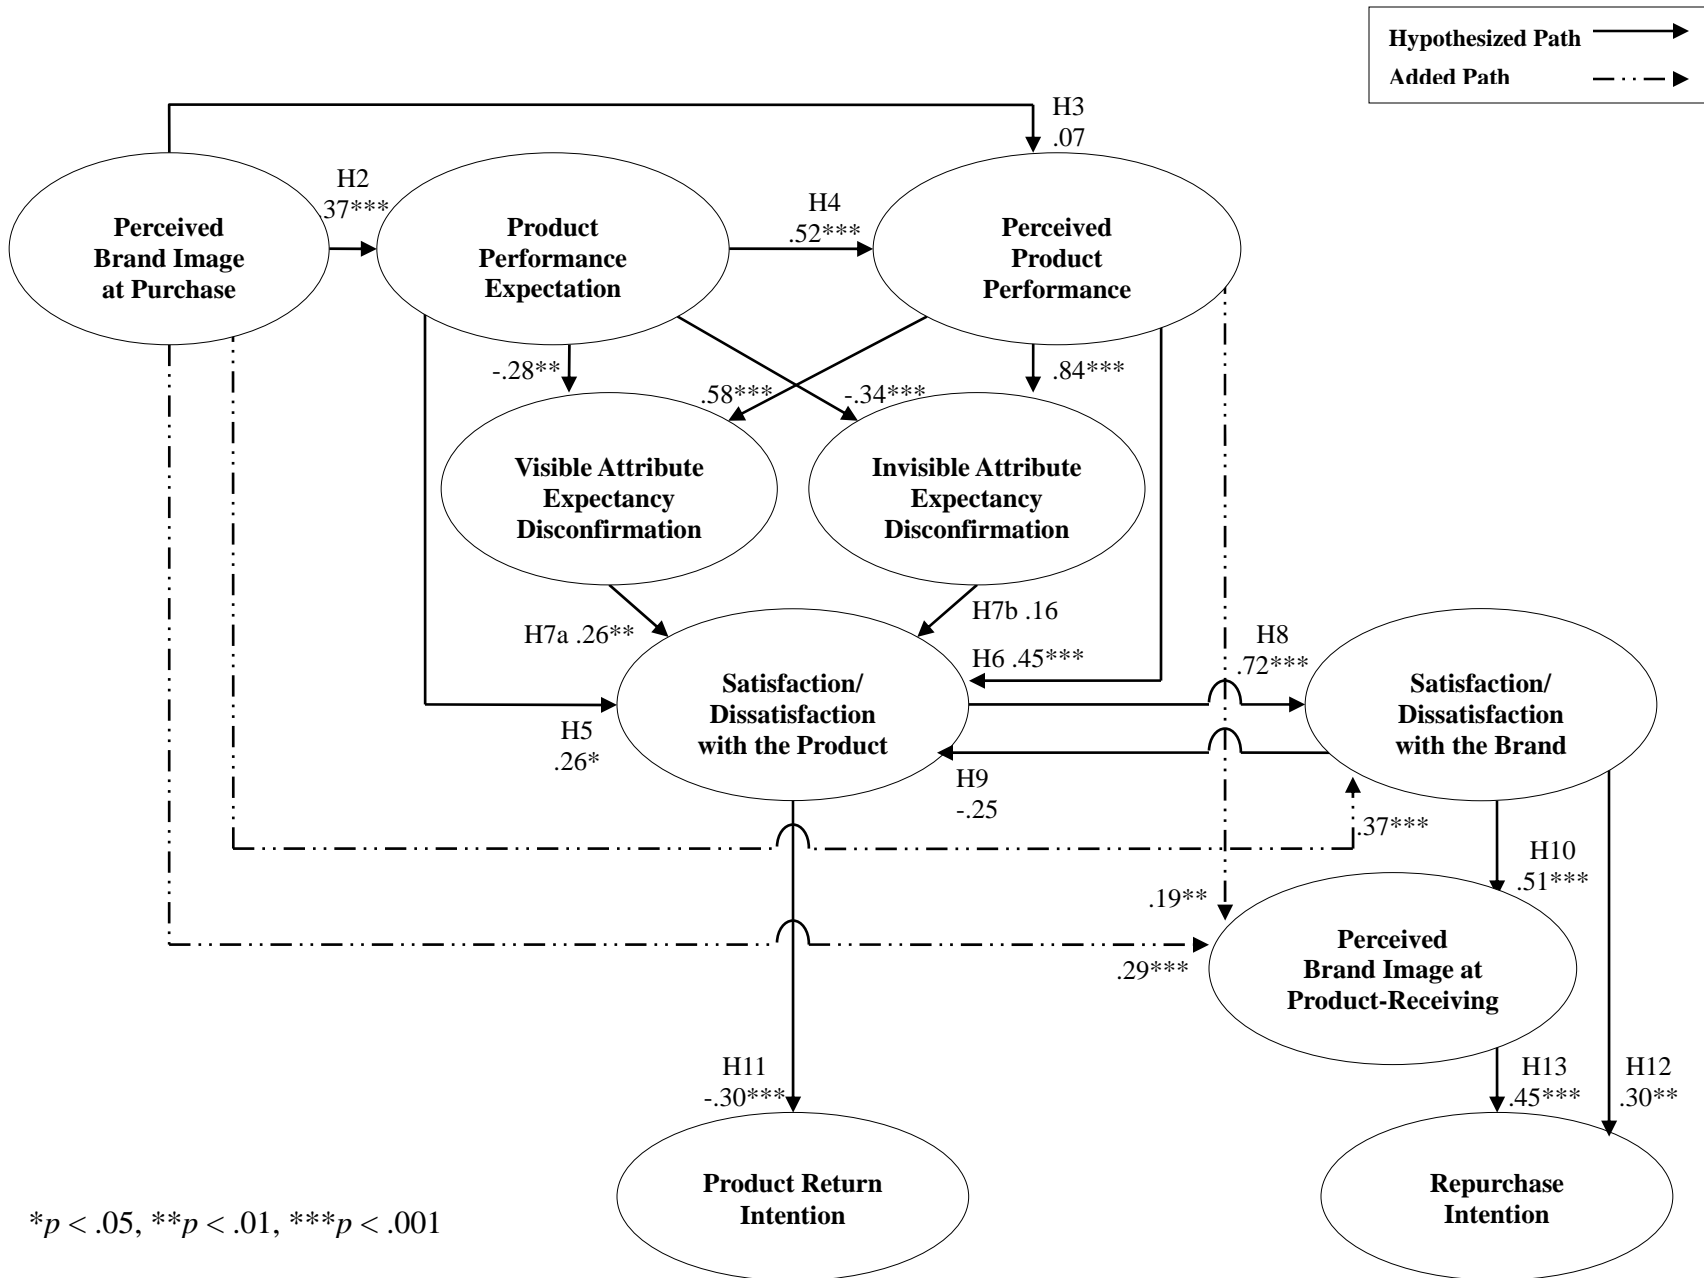 Hypothesized Path
Added Path
H3
.07
H2
.37***
H4
.52***
Perceived
Brand Image
at Purchase
Product
Performance
Expectation
Perceived
Product
Performance
-.28**
.58***
-.34***
.84***
Visible Attribute
Expectancy
Disconfirmation
Invisible Attribute
Expectancy
Disconfirmation
H7a .26**
H7b .16
H6 .45***
H8
.72***
Satisfaction/
Dissatisfaction
with the Product
Satisfaction/
Dissatisfaction
with the Brand
H5
.26*
H9
-.25
.37***
H10
.51***
.19**
.29***
Perceived
Brand Image at
Product-Receiving
H11
-.30***
H13
.45***
H12
.30**
Product Return
Intention
Repurchase
Intention
*p < .05, **p < .01, ***p < .001